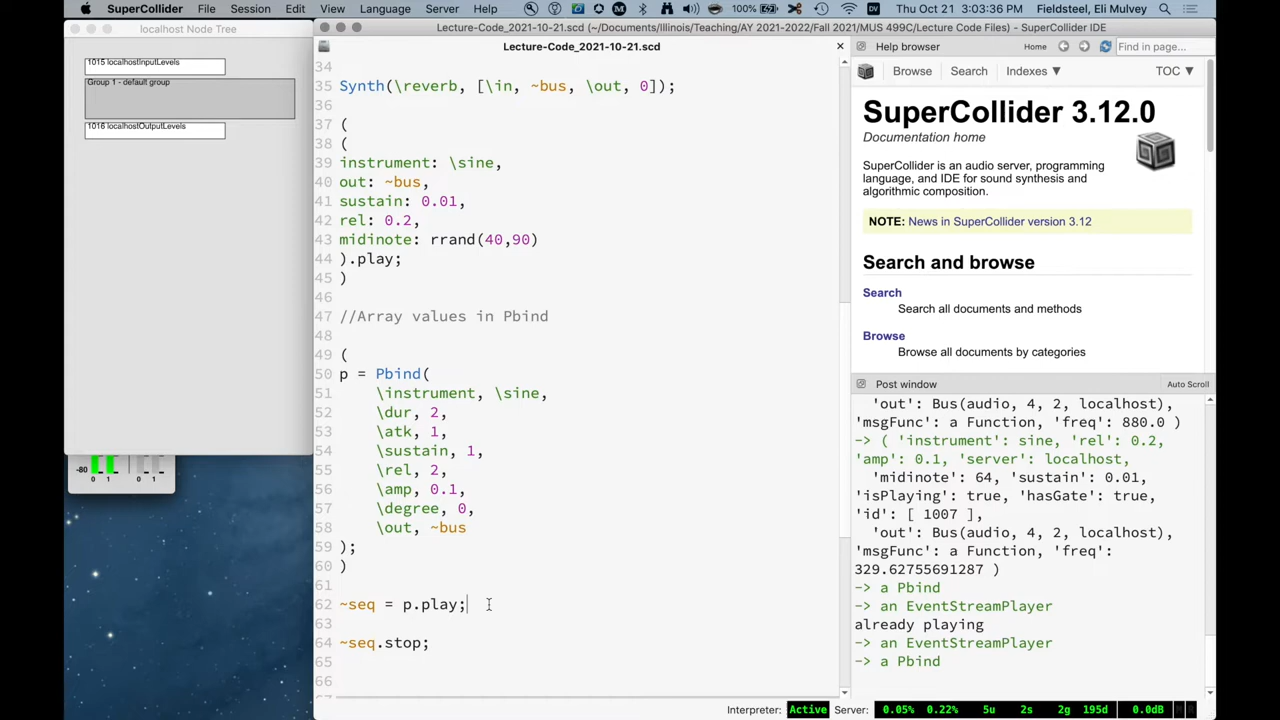 SuperCollider File Session Edit View Language Server Help 100% Thu Oct 21 3:03:36 PM Fieldsteel, Eli Mulvey
localhost Node Tree
1015 localhostInputLevels
Group 1 - default group
1016 localhostOutputLevels
-80
0 1 0 1
Lecture-Code_2021-10-21.scd (~/Documents/Illinois/Teaching/AY 2021-2022/Fall 2021/MUS 499C/Lecture Code Files) - SuperCollider IDE
Lecture-Code_2021-10-21.scd
34
35 Synth(\reverb, [\in, ~bus, \out, 0]);
36
37 (
38 (
39 instrument: \sine,
40 out: ~bus,
41 sustain: 0.01,
42 rel: 0.2,
43 midinote: rrand(40,90)
44 ).play;
45 )
46
47 //Array values in Pbind
48
49 (
50 p = Pbind(
51 \instrument, \sine,
52 \dur, 2,
53 \atk, 1,
54 \sustain, 1,
55 \rel, 2,
56 \amp, 0.1,
57 \degree, 0,
58 \out, ~bus
59 );
60 )
61
62 ~seq = p.play;
63
64 ~seq.stop;
65
66
Help browser Home Find in page...
Browse Search Indexes ▼ TOC ▼
SuperCollider 3.12.0
Documentation home
SuperCollider is an audio server, programming
language, and IDE for sound synthesis and
algorithmic composition.
NOTE: News in SuperCollider version 3.12
Search and browse
Search
Search all documents and methods
Browse
Browse all documents by categories
Post window Auto Scroll
'out': Bus(audio, 4, 2, localhost),
'msgFunc': a Function, 'freq': 880.0 )
-> ( 'instrument': sine, 'rel': 0.2,
'amp': 0.1, 'server': localhost,
'midinote': 64, 'sustain': 0.01,
'isPlaying': true, 'hasGate': true,
'id': [ 1007 ],
'out': Bus(audio, 4, 2, localhost),
'msgFunc': a Function, 'freq':
329.62755691287 )
-> a Pbind
-> an EventStreamPlayer
already playing
-> an EventStreamPlayer
-> a Pbind
Interpreter: Active Server: 0.05% 0.22% 5u 2s 2g 195d 0.0dB M R